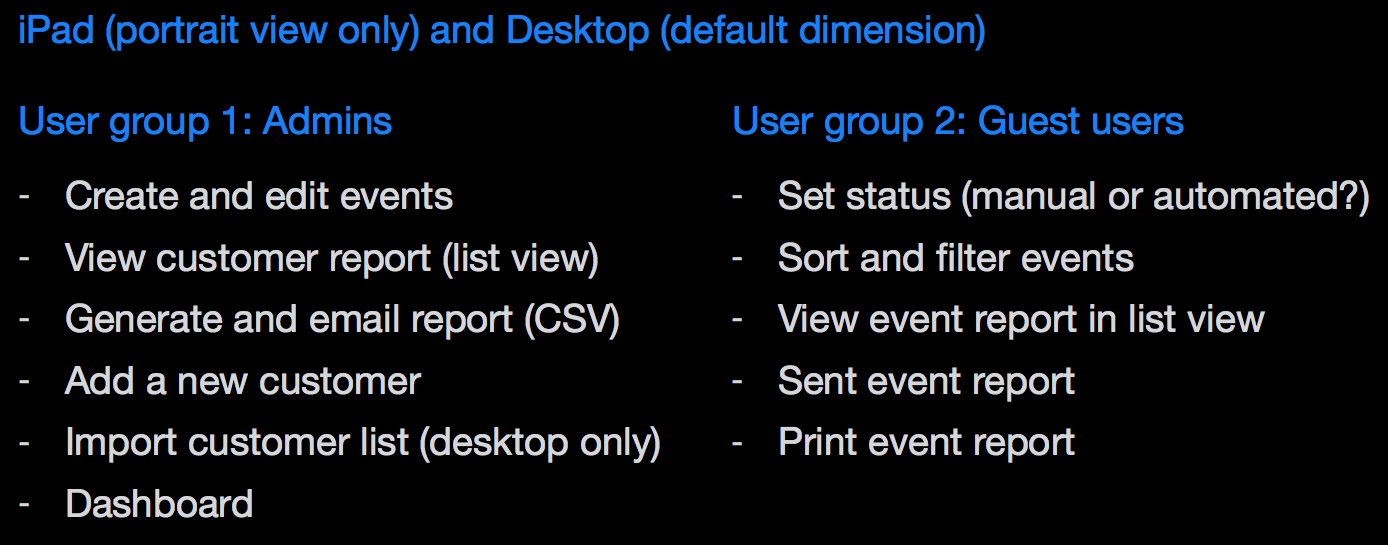 iPad (portrait view only) and Desktop (default dimension)
User group 1: Admins
- Create and edit events
- View customer report (list view)
- Generate and email report (CSV)
- Add a new customer
- Import customer list (desktop only)
- Dashboard
User group 2: Guest users
- Set status (manual or automated?)
- Sort and filter events
- View event report in list view
- Sent event report
- Print event report